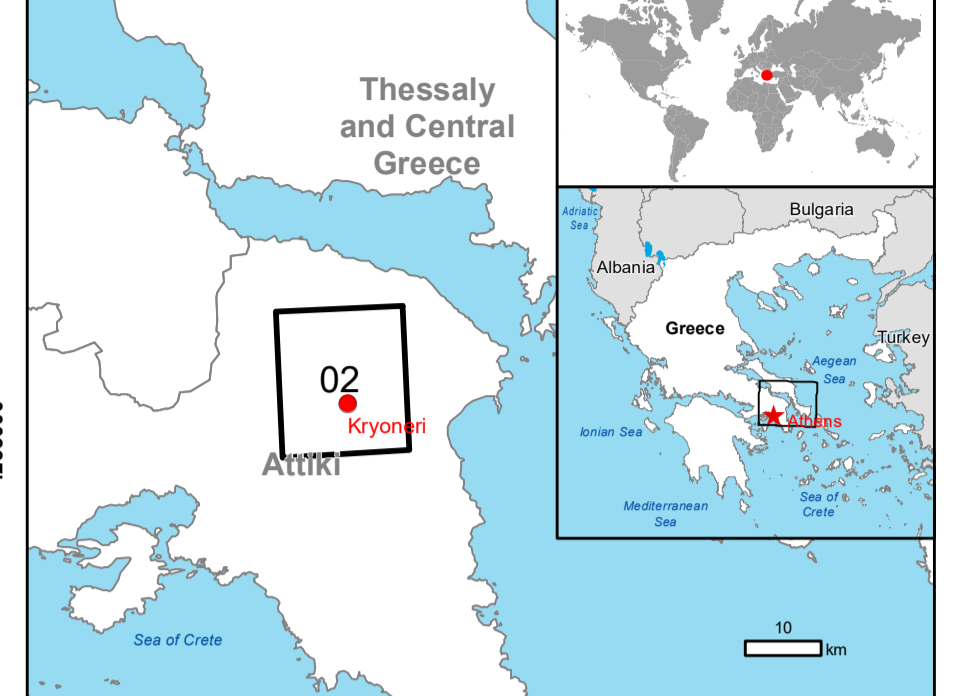 Thessaly
and Central
Greece
02
Kryoneri
Attiki
Sea of Crete
Adriatic
Sea
Bulgaria
Albania
Greece
Turkey
Aegean
Sea
Athens
Ionian Sea
Mediterranean
Sea
Sea of
Crete
10
km